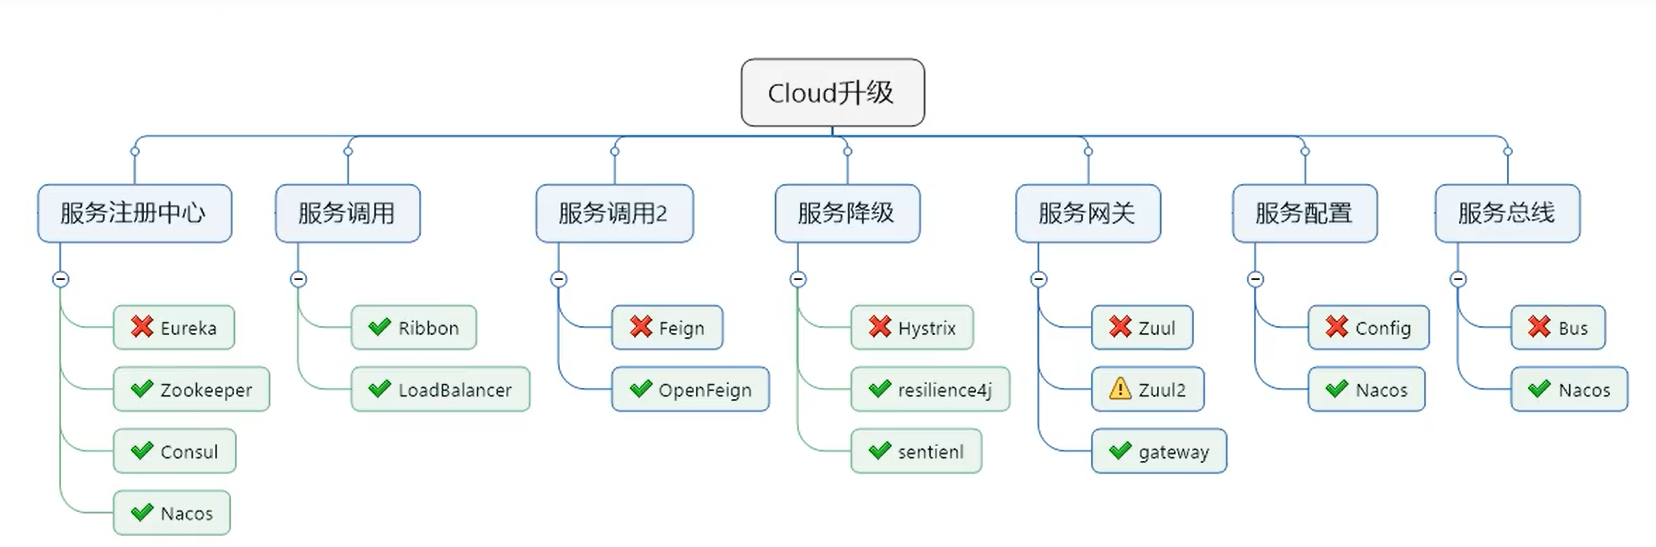 Cloud升级
服务注册中心
Eureka
Zookeeper
Consul
Nacos
服务调用
Ribbon
LoadBalancer
服务调用2
Feign
OpenFeign
服务降级
Hystrix
resilience4j
sentienl
服务网关
Zuul
Zuul2
gateway
服务配置
Config
Nacos
服务总线
Bus
Nacos